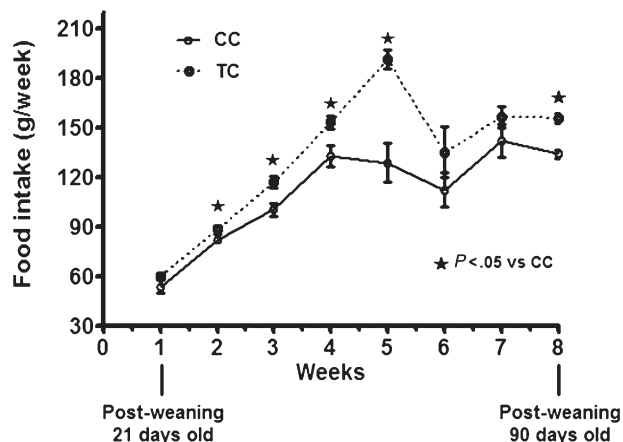 Food intake (g/week)
210
180
150
120
90
60
30
CC
TC
★
★
★
★
★
★ P<.05 vs CC
0 1 2 3 4 5 6 7 8
Weeks
Post-weaning
21 days old
Post-weaning
90 days old